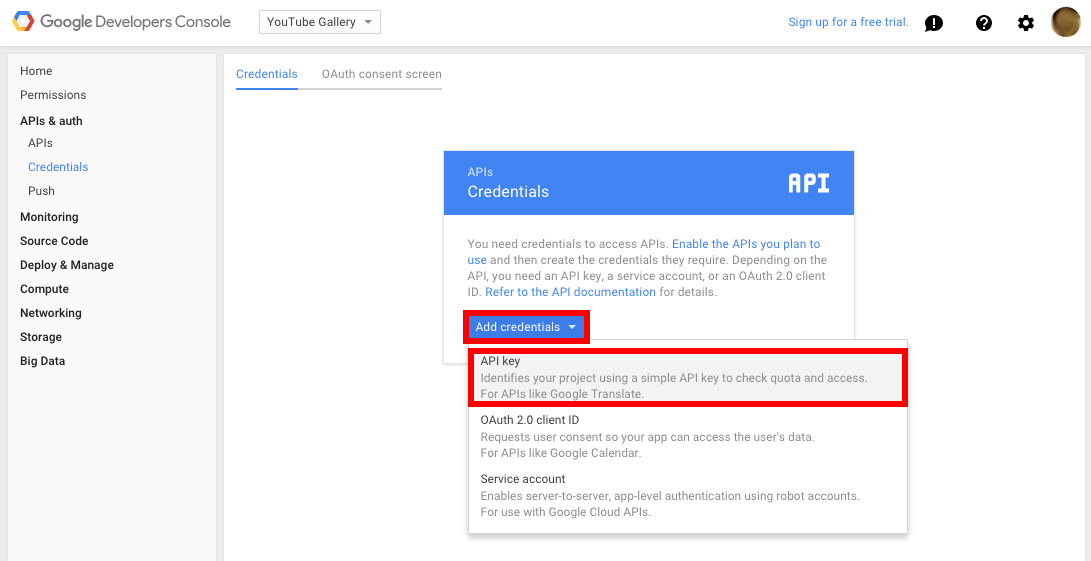 Google Developers Console
YouTube Gallery
Sign up for a free trial.
Home
Permissions
APIs & auth
APIs
Credentials
Push
Monitoring
Source Code
Deploy & Manage
Compute
Networking
Storage
Big Data
Credentials
OAuth consent screen
APIs
Credentials
API
You need credentials to access APIs. Enable the APIs you plan to
use and then create the credentials they require. Depending on the
API, you need an API key, a service account, or an OAuth 2.0 client
ID. Refer to the API documentation for details.
Add credentials
API key
Identifies your project using a simple API key to check quota and access.
For APIs like Google Translate.
OAuth 2.0 client ID
Requests user consent so your app can access the user's data.
For APIs like Google Calendar.
Service account
Enables server-to-server, app-level authentication using robot accounts.
For use with Google Cloud APIs.